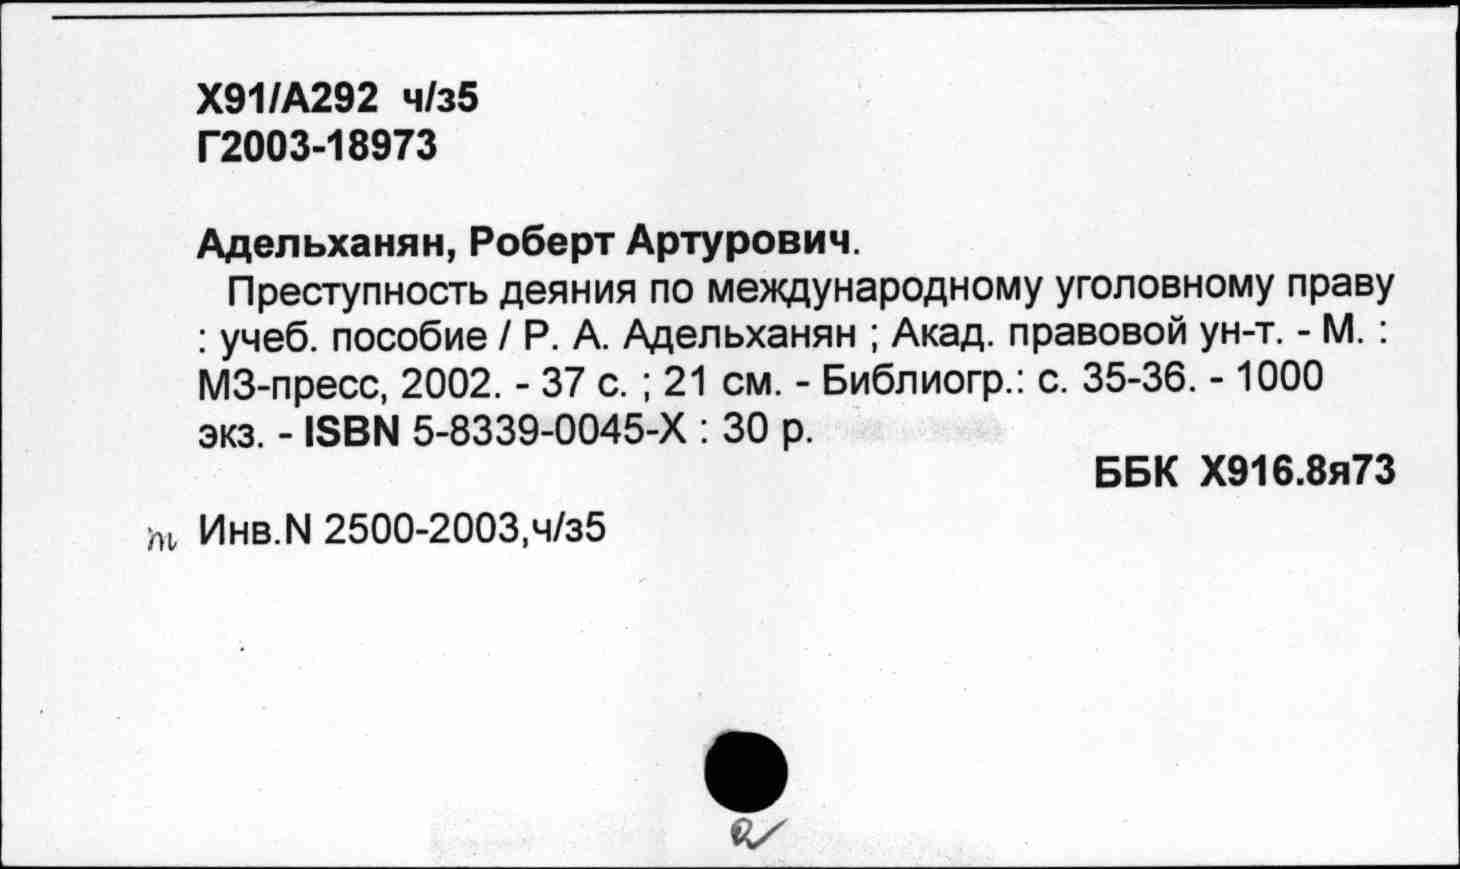 Х91/А292 ч/з5
Г2003-18973
Адельханян, Роберт Артурович.
Преступность деяния по международному уголовному праву
: учеб. пособие / Р. А. Адельханян ; Акад. правовой ун-т. - М. :
МЗ-пресс, 2002. - 37 с. ; 21 см. - Библиогр.: с. 35-36. - 1000
экз. - ISBN 5-8339-0045-X : 30 р.
ББК Х916.8я73
Инв.N 2500-2003,ч/з5